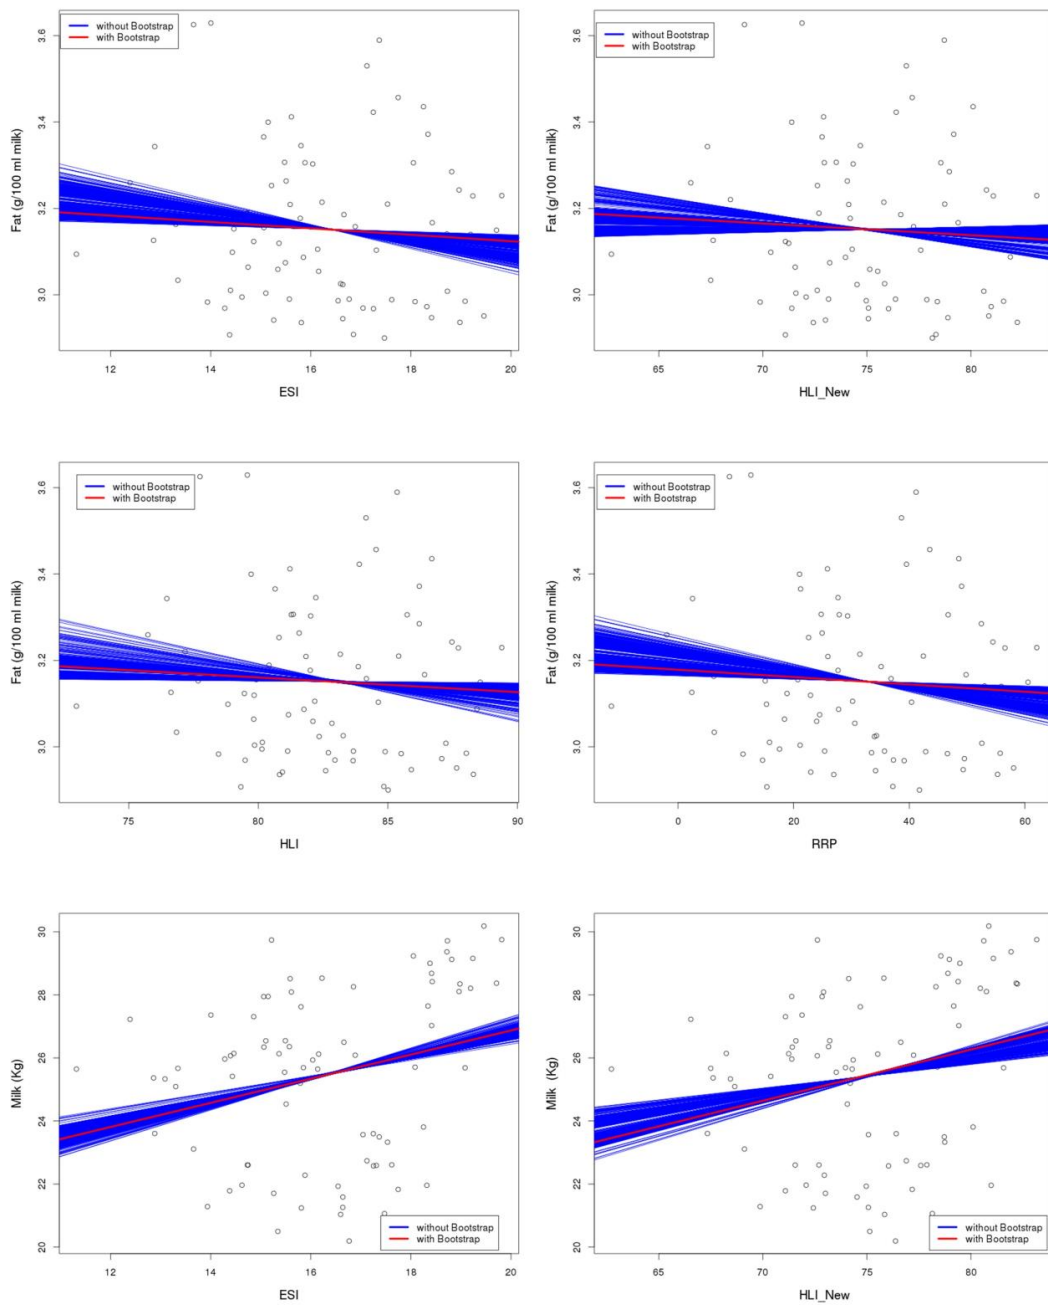 without Bootstrap
with Bootstrap
Fat (g/100 ml milk)
3.6
3.4
3.2
3.0
12 14 16 18 20
ESI
without Bootstrap
with Bootstrap
Fat (g/100 ml milk)
3.6
3.4
3.2
3.0
65 70 75 80
HLI_New
without Bootstrap
with Bootstrap
Fat (g/100 ml milk)
3.6
3.4
3.2
3.0
75 80 85 90
HLI
without Bootstrap
with Bootstrap
Fat (g/100 ml milk)
3.6
3.4
3.2
3.0
0 20 40 60
RRP
Milk (Kg)
30
28
26
24
22
20
without Bootstrap
with Bootstrap
12 14 16 18 20
ESI
Milk (Kg)
30
28
26
24
22
20
without Bootstrap
with Bootstrap
65 70 75 80
HLI_New